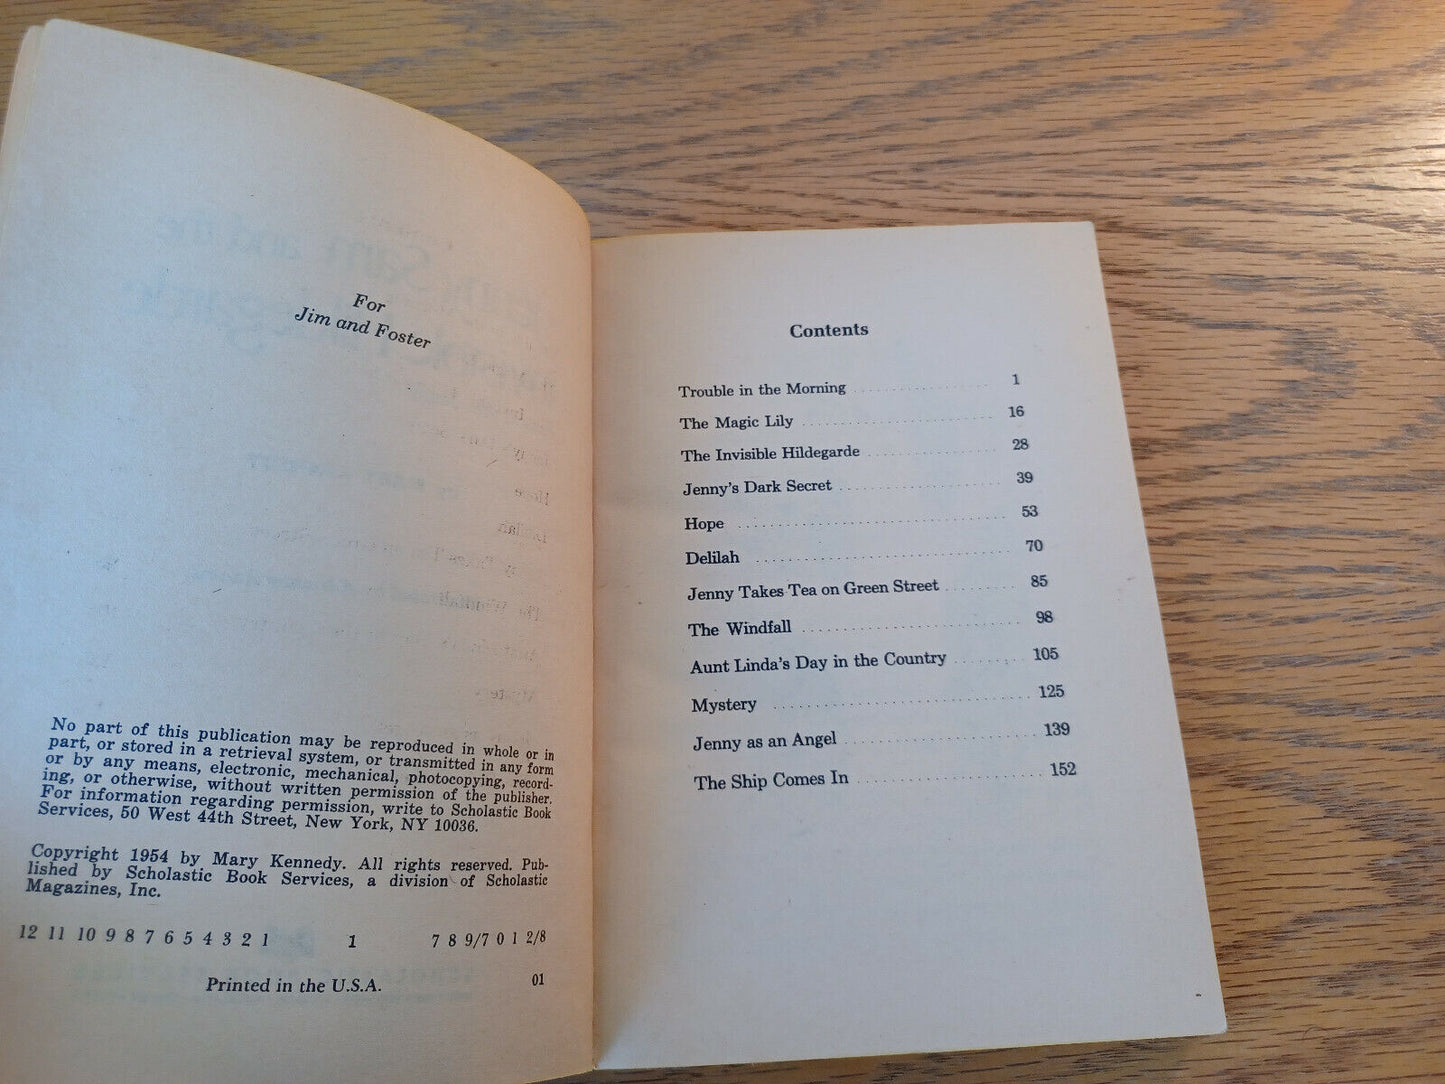 For
Jim and Foster
No part of this publication may be reproduced in whole or in
part, or stored in a retrieval system, or transmitted in any form
or by any means, electronic, mechanical, photocopying, record-
ing, or otherwise, without written permission of the publisher.
For information regarding permission, write to Scholastic Book
Services, 50 West 44th Street, New York, NY 10036.
Copyright 1954 by Mary Kennedy. All rights reserved. Pub-
lished by Scholastic Book Services, a division of Scholastic
Magazines, Inc.
12 11 10 9 8 7 6 5 4 3 2 1 1 7 8 9/7 0 1 2/8
Printed in the U.S.A. 01
Contents
Trouble in the Morning 1
The Magic Lily 16
The Invisible Hildegarde 28
Jenny's Dark Secret 39
Hope 53
Delilah 70
Jenny Takes Tea on Green Street 85
The Windfall 98
Aunt Linda's Day in the Country 105
Mystery 125
Jenny as an Angel 139
The Ship Comes In 152